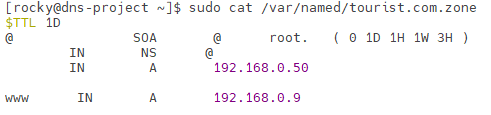 [rocky@dns-project ~]$ sudo cat /var/named/tourist.com.zone
$TTL 1D
@ SOA @ root. ( 0 1D 1H 1W 3H )
IN NS @
IN A 192.168.0.50
www IN A 192.168.0.9